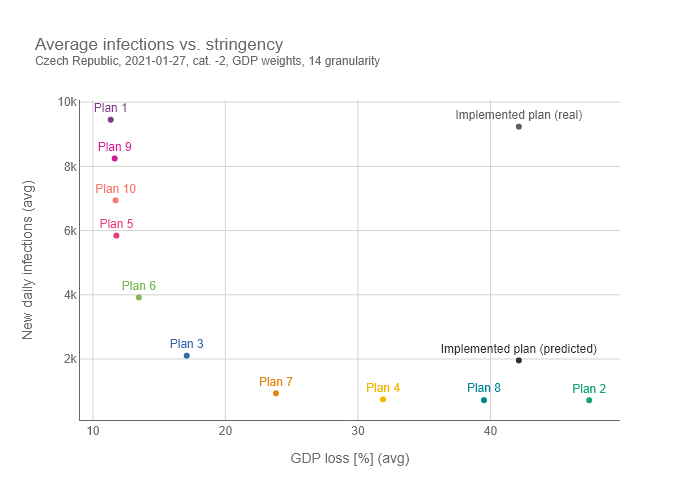 Average infections vs. stringency
Czech Republic, 2021-01-27, cat. -2, GDP weights, 14 granularity
10k
Plan 1
Implemented plan (real)
Plan 9
8k
Plan 10
Plan 5
6k
Plan 6
4k
Plan 3
Implemented plan (predicted)
2k
Plan 7
Plan 4
Plan 8
Plan 2
New daily infections (avg)
10
20
30
40
GDP loss [%] (avg)